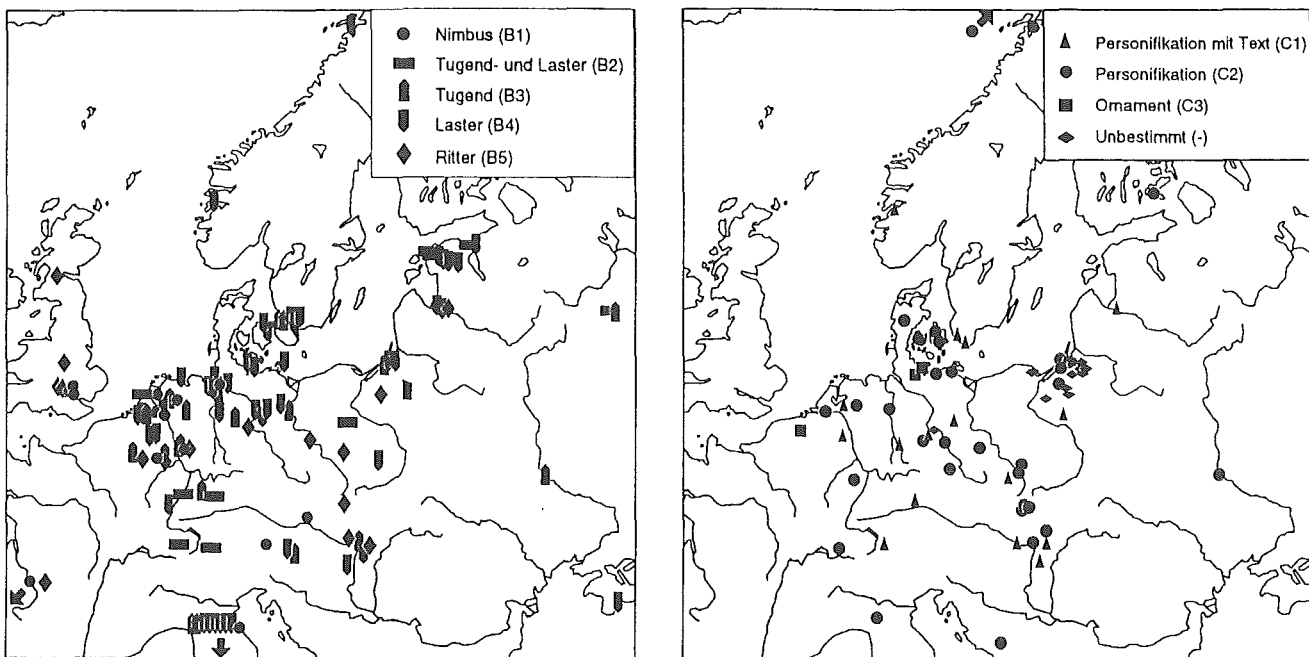 Nimbus (B1)
Tugend- und Laster (B2)
Tugend (B3)
Laster (B4)
Ritter (B5)
Personifikation mit Text (C1)
Personifikation (C2)
Ornament (C3)
Unbestimmt (-)